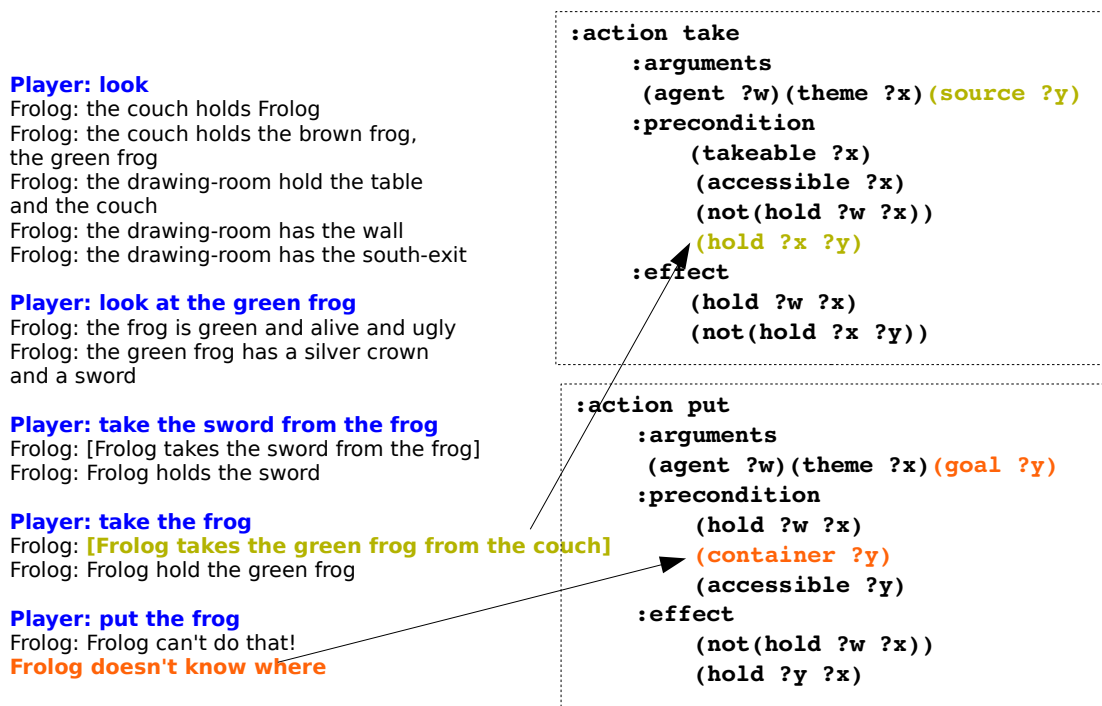 Player: look
Frolog: the couch holds Frolog
Frolog: the couch holds the brown frog,
the green frog
Frolog: the drawing-room hold the table
and the couch
Frolog: the drawing-room has the wall
Frolog: the drawing-room has the south-exit
Player: look at the green frog
Frolog: the frog is green and alive and ugly
Frolog: the green frog has a silver crown
and a sword
Player: take the sword from the frog
Frolog: [Frolog takes the sword from the frog]
Frolog: Frolog holds the sword
Player: take the frog
Frolog: [Frolog takes the green frog from the couch]
Frolog: Frolog hold the green frog
Player: put the frog
Frolog: Frolog can't do that!
Frolog doesn't know where
:action take
:arguments
(agent ?w)(theme ?x)(source ?y)
:precondition
(takeable ?x)
(accessible ?x)
(not(hold ?w ?x))
(hold ?x ?y)
:effect
(hold ?w ?x)
(not(hold ?x ?y))
:action put
:arguments
(agent ?w)(theme ?x)(goal ?y)
:precondition
(hold ?w ?x)
(container ?y)
(accessible ?y)
:effect
(not(hold ?w ?x))
(hold ?y ?x)